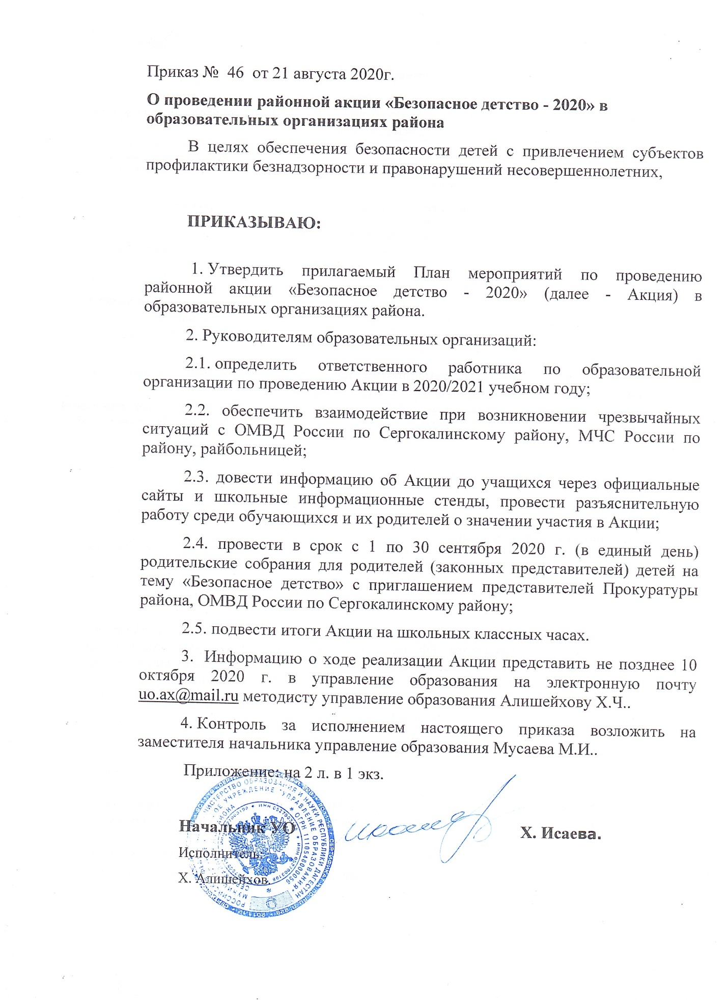 Приказ № 46 от 21 августа 2020г.
О проведении районной акции «Безопасное детство - 2020» в
образовательных организациях района
В целях обеспечения безопасности детей с привлечением субъектов
профилактики безнадзорности и правонарушений несовершеннолетних,
ПРИКАЗЫВАЮ:
1. Утвердить прилагаемый План мероприятий по проведению
районной акции «Безопасное детство - 2020» (далее - Акция) в
образовательных организациях района.
2. Руководителям образовательных организаций:
2.1. определить ответственного работника по образовательной
организации по проведению Акции в 2020/2021 учебном году;
2.2. обеспечить взаимодействие при возникновении чрезвычайных
ситуаций с ОМВД России по Сергокалинскому району, МЧС России по
району, райбольницей;
2.3. довести информацию об Акции до учащихся через официальные
сайты и школьные информационные стенды, провести разъяснительную
работу среди обучающихся и их родителей о значении участия в Акции;
2.4. провести в срок с 1 по 30 сентября 2020 г. (в единый день)
родительские собрания для родителей (законных представителей) детей на
тему «Безопасное детство» с приглашением представителей Прокуратуры
района, ОМВД России по Сергокалинскому району;
2.5. подвести итоги Акции на школьных классных часах.
3. Информацию о ходе реализации Акции представить не позднее 10
октября 2020 г. в управление образования на электронную почту
uo.ax@mail.ru методисту управление образования Алишейхову Х.Ч..
4. Контроль за исполнением настоящего приказа возложить на
заместителя начальника управление образования Мусаева М.И..
Приложение: на 2 л. в 1 экз.
Начальник УО Х. Исаева.
Исполнитель:
Х. Алишейхов.
МИНИСТЕРСТВО ОБРАЗОВАНИЯ И НАУКИ РЕСПУБЛИКИ ДАГЕСТАН
УЧРЕЖДЕНИЕ "УПРАВЛЕНИЕ ОБРАЗОВАНИЯ"
* ОГРН 1110548000056 *
ИНН 0527003198